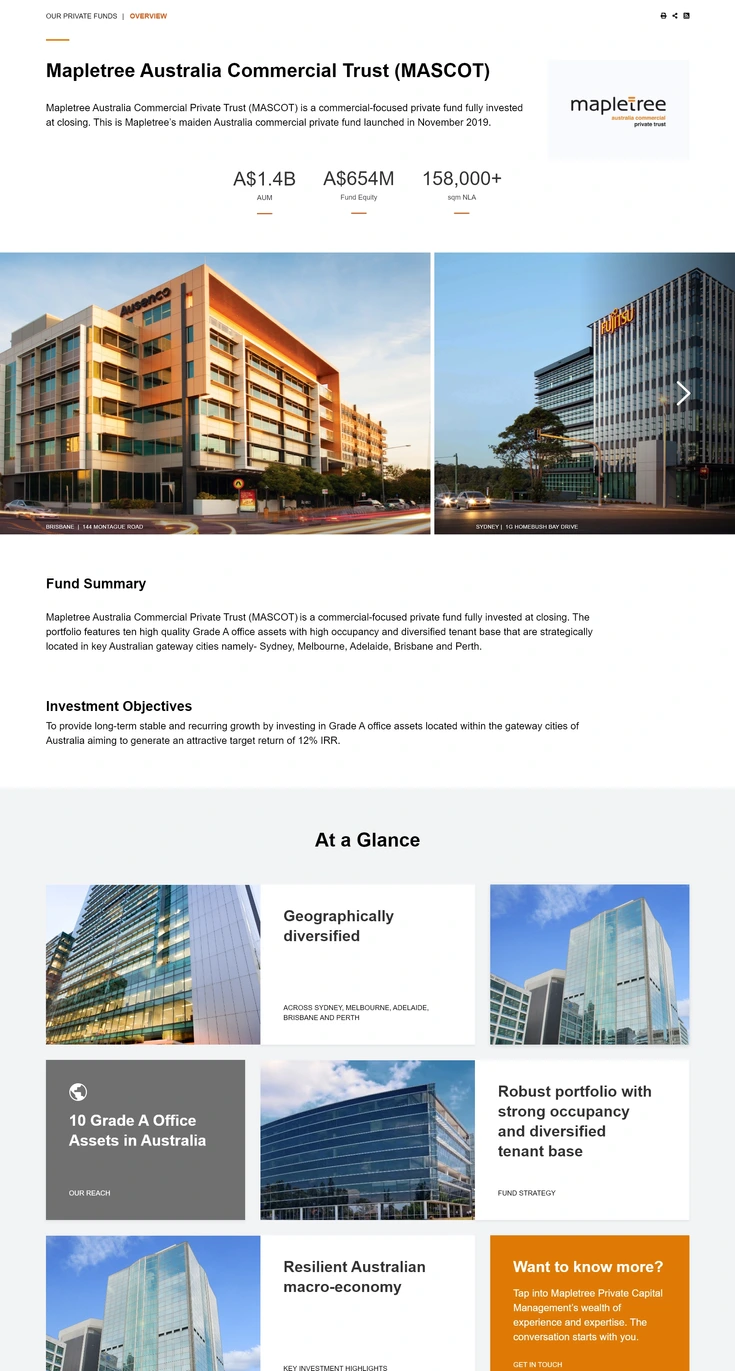 OUR PRIVATE FUNDS | OVERVIEW
Mapletree Australia Commercial Trust (MASCOT)
Mapletree Australia Commercial Private Trust (MASCOT) is a commercial-focused private fund fully invested
at closing. This is Mapletree's maiden Australia commercial private fund launched in November 2019.
mapletree
australia commercial
private trust
A$1.4B
AUM
A$654M
Fund Equity
158,000+
sqm NLA
Ausenco
FUJITSU
BRISBANE | 144 MONTAGUE ROAD
SYDNEY | 1G HOMEBUSH BAY DRIVE
Fund Summary
Mapletree Australia Commercial Private Trust (MASCOT) is a commercial-focused private fund fully invested at closing. The
portfolio features ten high quality Grade A office assets with high occupancy and diversified tenant base that are strategically
located in key Australian gateway cities namely- Sydney, Melbourne, Adelaide, Brisbane and Perth.
Investment Objectives
To provide long-term stable and recurring growth by investing in Grade A office assets located within the gateway cities of
Australia aiming to generate an attractive target return of 12% IRR.
At a Glance
Geographically
diversified
ACROSS SYDNEY, MELBOURNE, ADELAIDE,
BRISBANE AND PERTH
10 Grade A Office
Assets in Australia
OUR REACH
Robust portfolio with
strong occupancy
and diversified
tenant base
FUND STRATEGY
Resilient Australian
macro-economy
KEY INVESTMENT HIGHLIGHTS
Want to know more?
Tap into Mapletree Private Capital
Management's wealth of
experience and expertise. The
conversation starts with you.
GET IN TOUCH